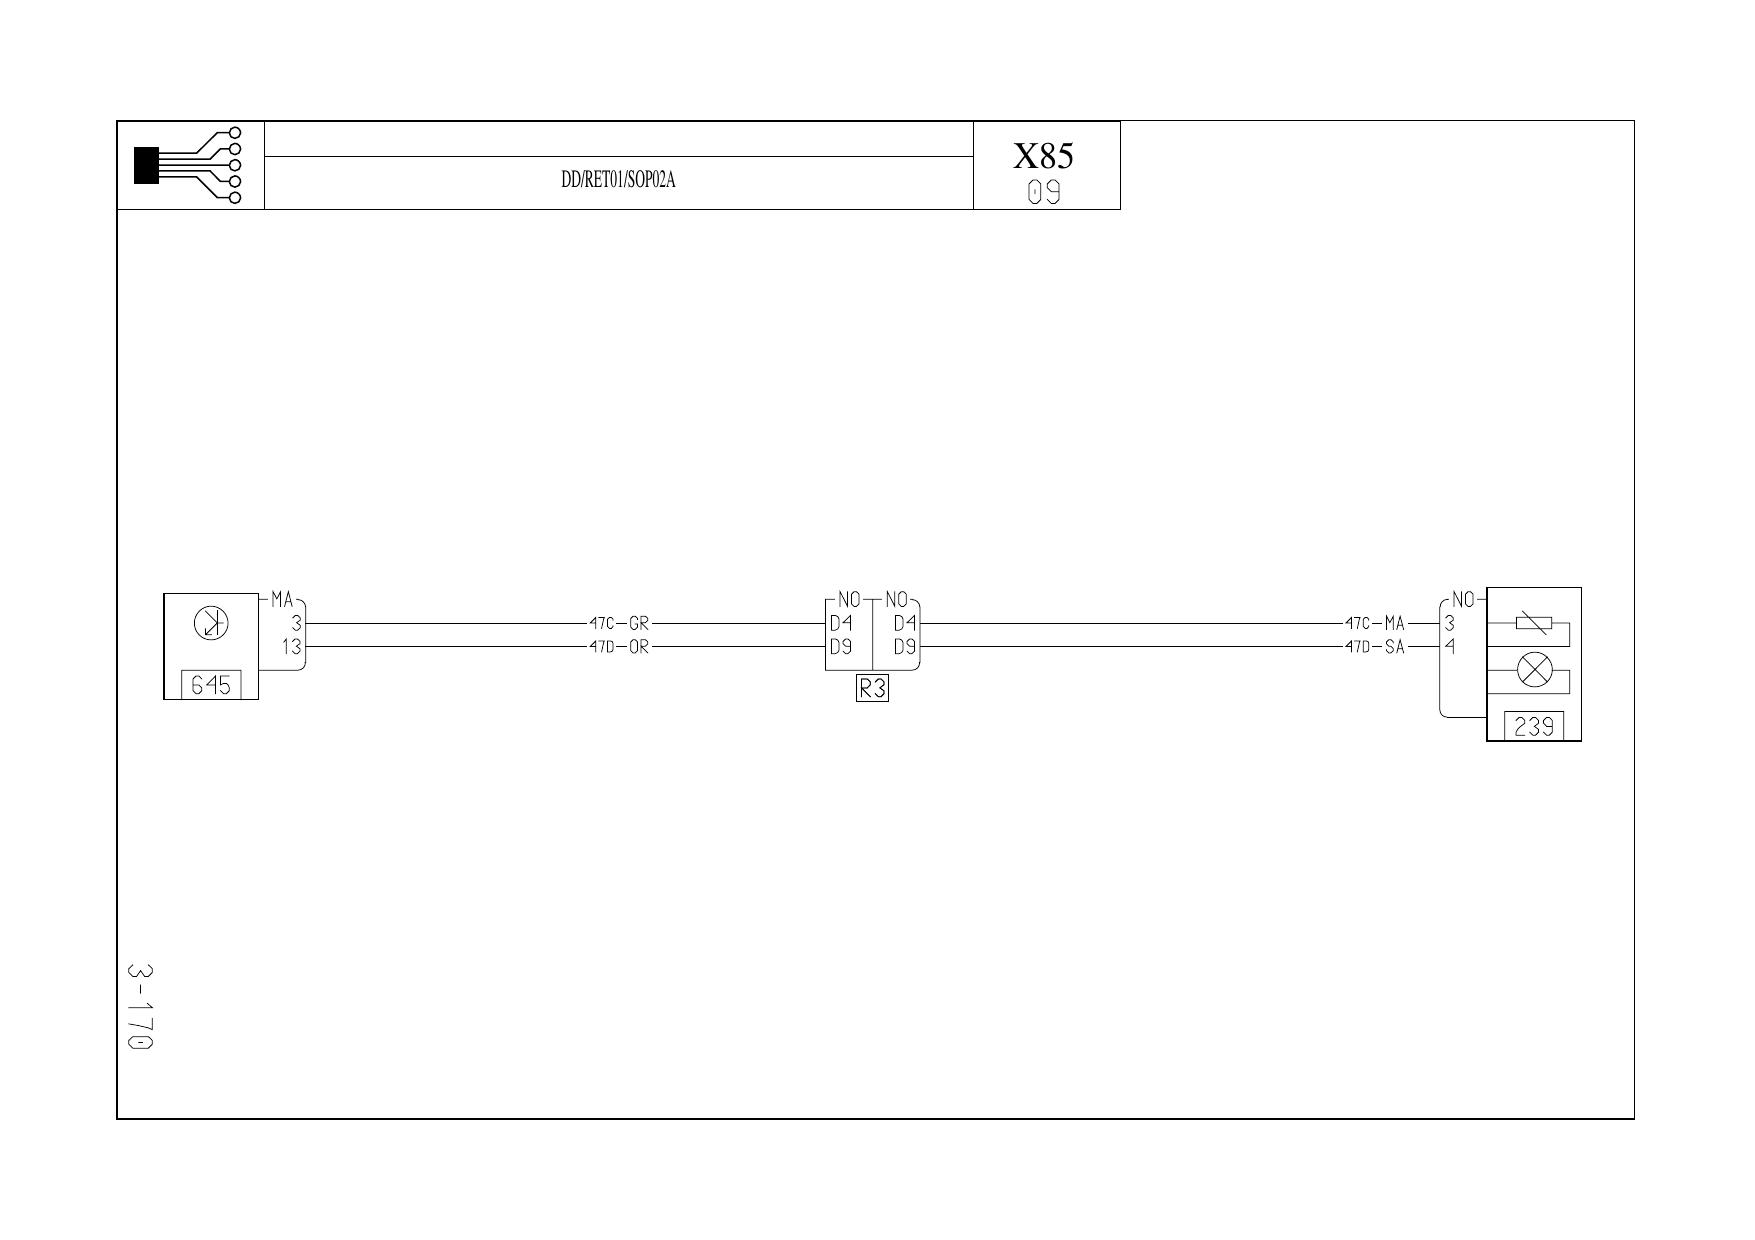 DD/RET01/SOP02A
X85
09
MA
3
13
645
47C-GR
47D-OR
NO NO
D4 D4
D9 D9
R3
47C-MA
47D-SA
NO
3
4
239
3-170